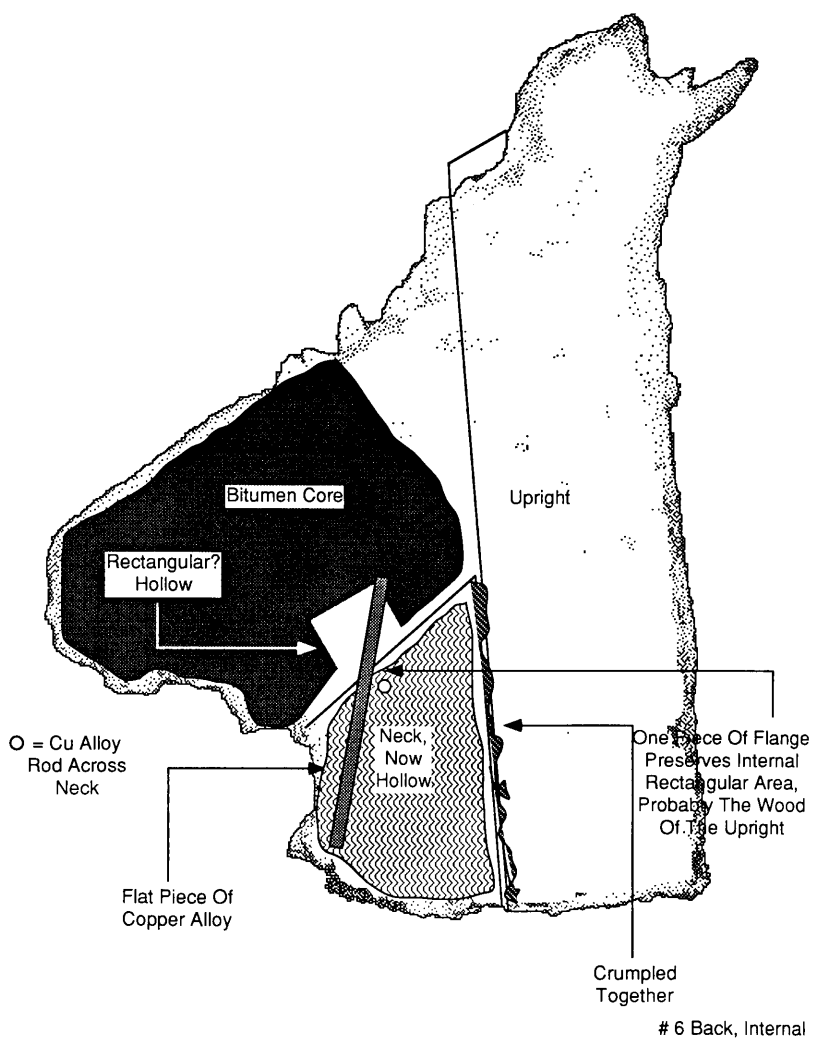 Bitumen Core
Upright
Rectangular?
Hollow
O = Cu Alloy
Rod Across
Neck
Neck,
Now
Hollow
One Piece Of Flange
Preserves Internal
Rectangular Area,
Probably The Wood
Of The Upright
Flat Piece Of
Copper Alloy
Crumpled
Together
# 6 Back, Internal